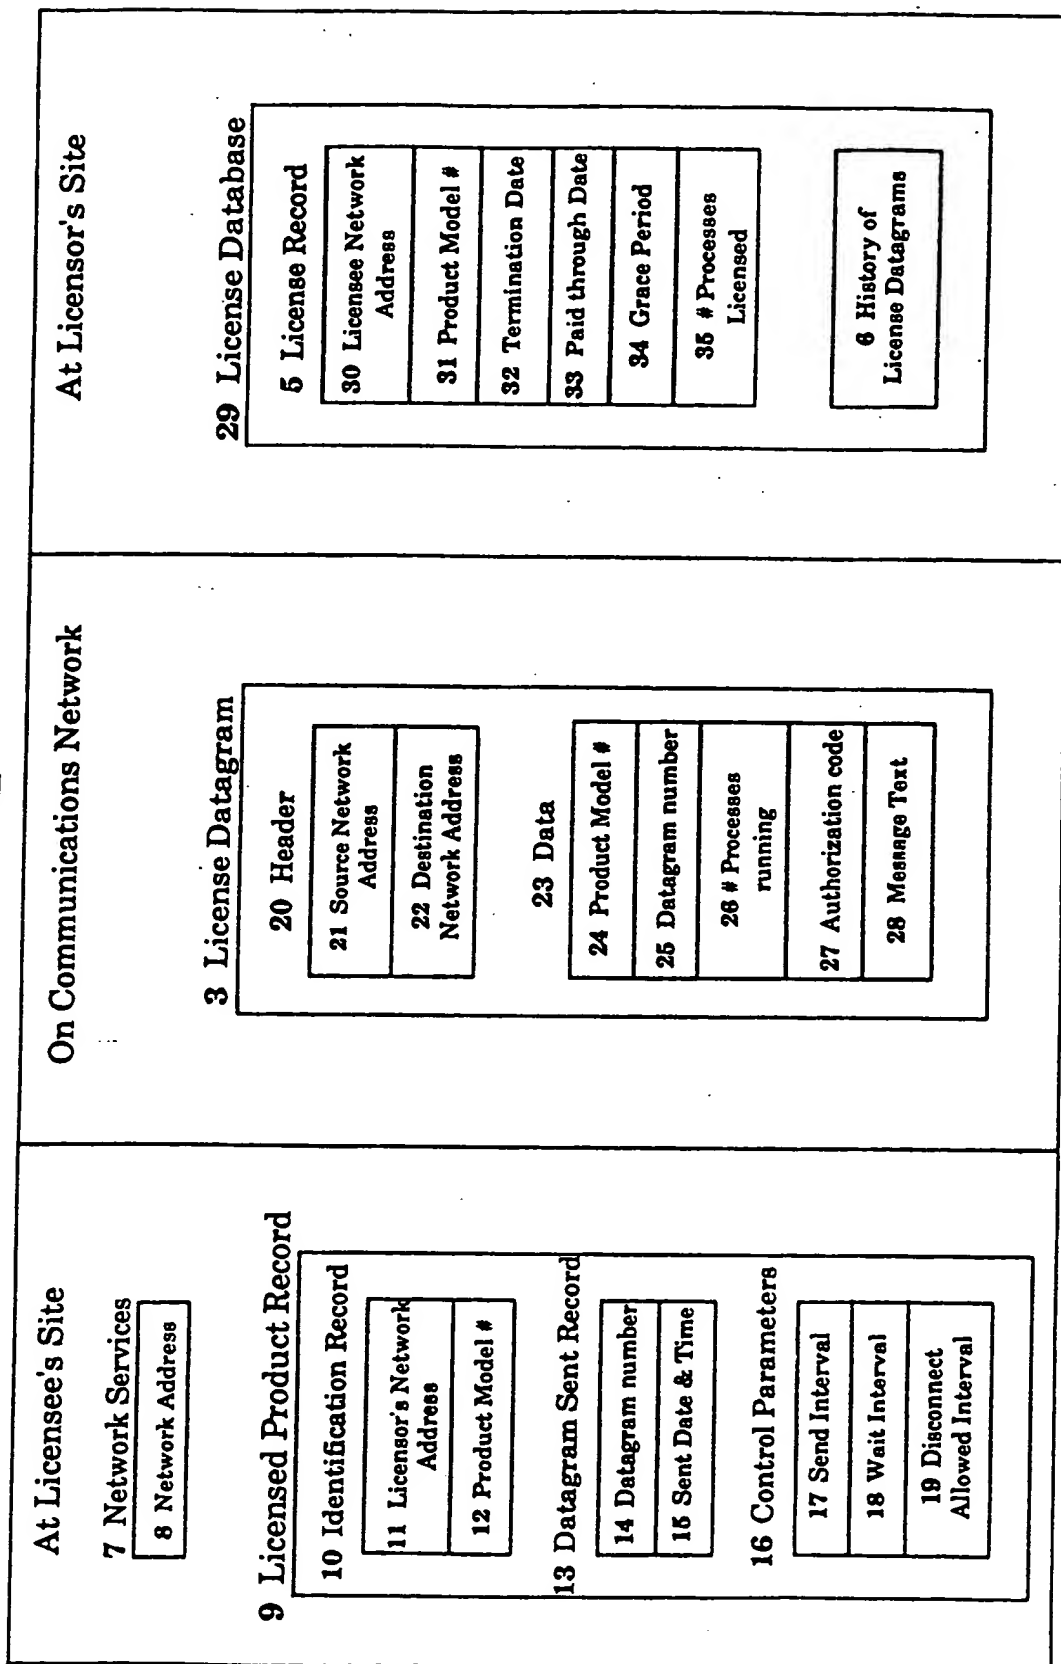 At Licensee's Site
7 Network Services
8 Network Address
9 Licensed Product Record
10 Identification Record
11 Licensor's Network
Address
12 Product Model #
13 Datagram Sent Record
14 Datagram number
15 Sent Date & Time
16 Control Parameters
17 Send Interval
18 Wait Interval
19 Disconnect
Allowed Interval
On Communications Network
3 License Datagram
20 Header
21 Source Network
Address
22 Destination
Network Address
23 Data
24 Product Model #
25 Datagram number
26 # Processes
running
27 Authorization code
28 Message Text
At Licensor's Site
29 License Database
5 License Record
30 Licensee Network
Address
31 Product Model #
32 Termination Date
33 Paid through Date
34 Grace Period
35 # Processes
Licensed
6 History of
License Datagrams